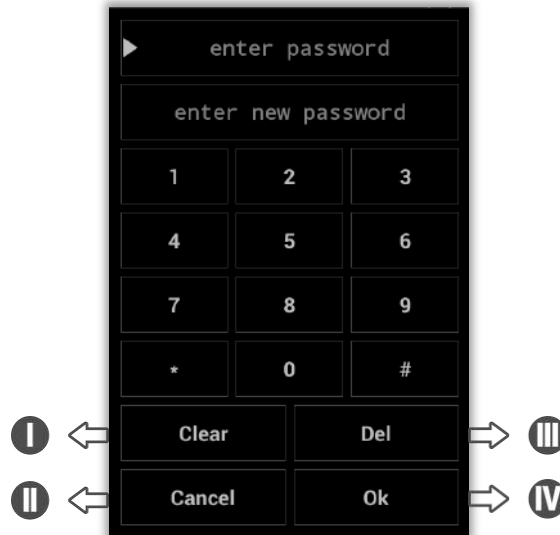 enter password
enter new password
1 2 3
4 5 6
7 8 9
* 0 #
I Clear Del III
II Cancel Ok IV